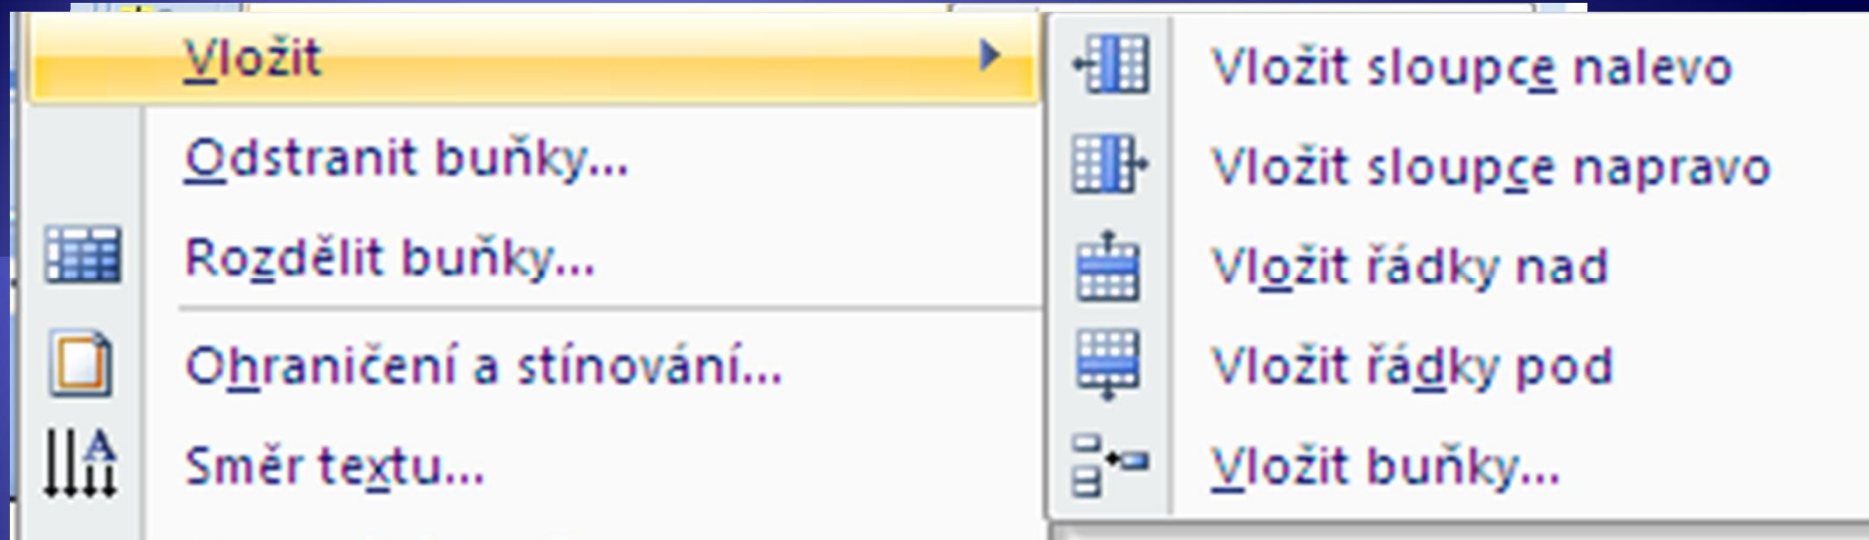 Vložit
Odstranit buňky...
Rozdělit buňky...
Ohraničení a stínování...
Směr textu...
Vložit sloupce nalevo
Vložit sloupce napravo
Vložit řádky nad
Vložit řádky pod
Vložit buňky...